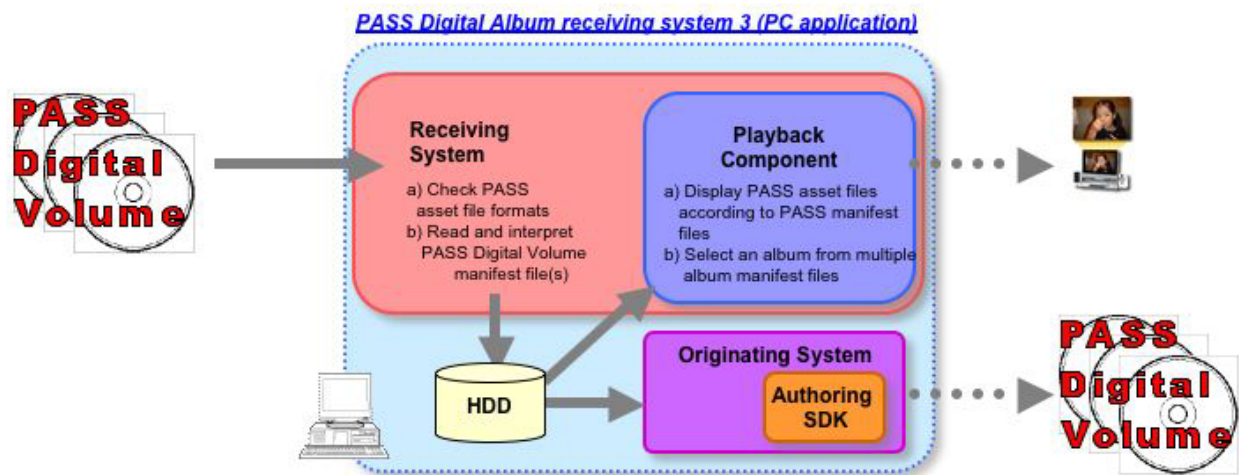 PASS Digital Album receiving system 3 (PC application)
PASS
Digital
Volume
Receiving
System
a) Check PASS
asset file formats
b) Read and interpret
PASS Digital Volume
manifest file(s)
Playback
Component
a) Display PASS asset files
according to PASS manifest
files
b) Select an album from multiple
album manifest files
HDD
Originating System
Authoring
SDK
PASS
Digital
Volume